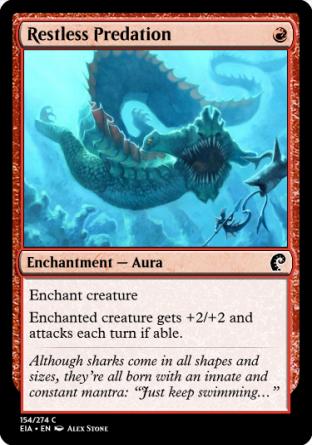 Restless Predation
Enchantment — Aura
Enchant creature
Enchanted creature gets +2/+2 and
attacks each turn if able.
Although sharks come in all shapes and
sizes, they're all born with an innate and
constant mantra: “Just keep swimming...”
154/274 C
EIA • EN ALEX STONE